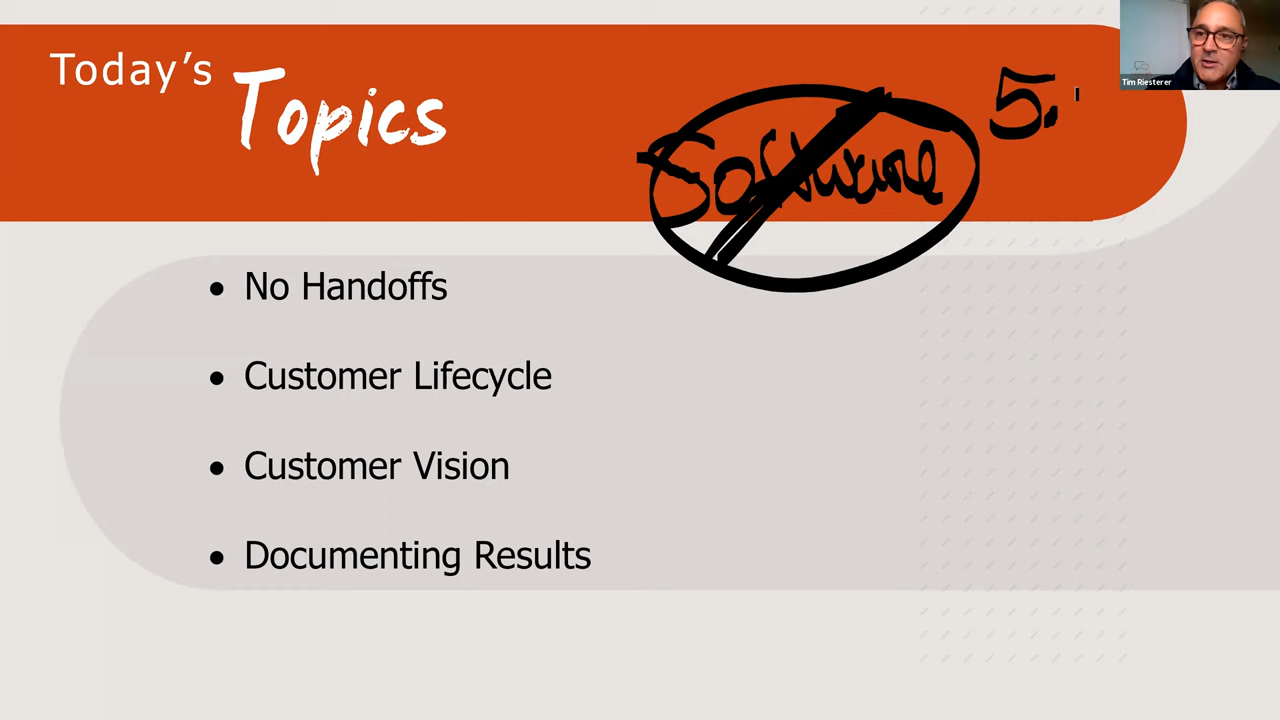 Today's
Topics
Software
5.
Tim Riesterer
• No Handoffs
• Customer Lifecycle
• Customer Vision
• Documenting Results